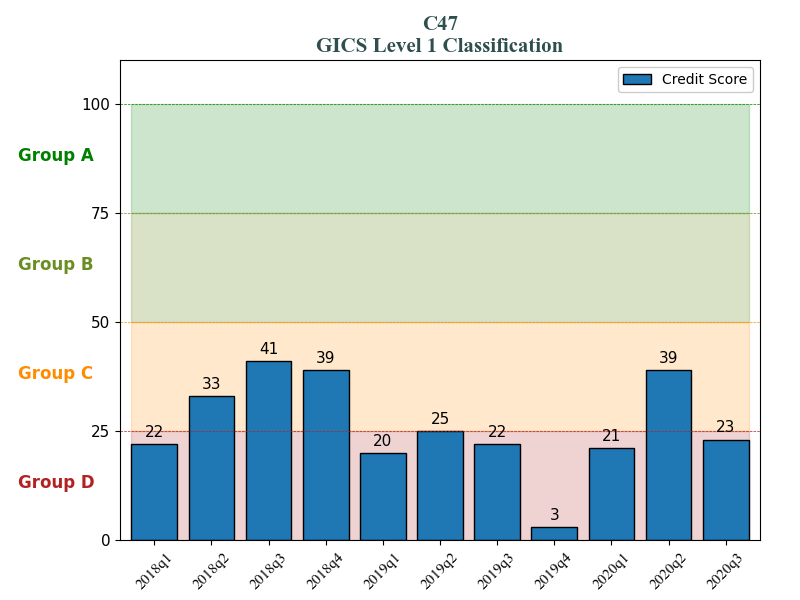 C47
GICS Level 1 Classification
Credit Score
100
Group A
75
Group B
50
Group C
25
Group D
0
22
33
41
39
20
25
22
3
21
39
23
2018q1
2018q2
2018q3
2018q4
2019q1
2019q2
2019q3
2019q4
2020q1
2020q2
2020q3